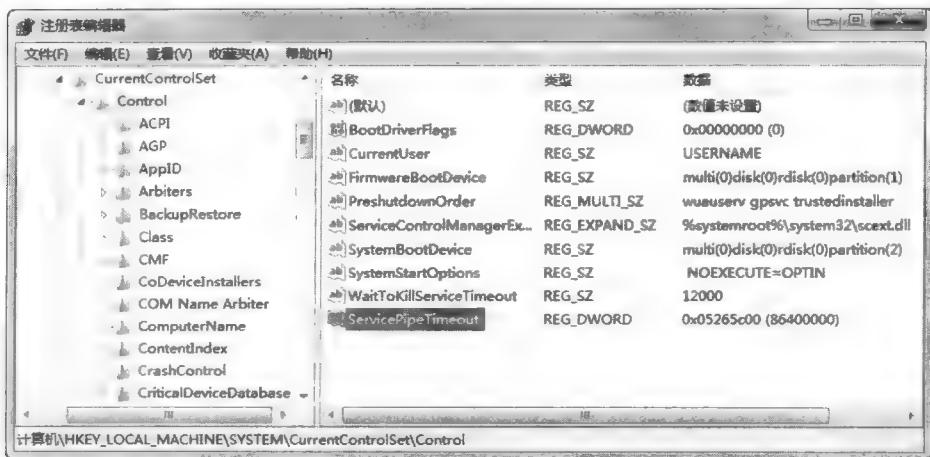 注册表编辑器
文件(F) 编辑(E) 查看(V) 收藏夹(A) 帮助(H)
CurrentControlSet
Control
ACPI
AGP
AppID
Arbiters
BackupRestore
Class
CMF
CoDeviceInstallers
COM Name Arbiter
ComputerName
ContentIndex
CrashControl
CriticalDeviceDatabase
名称 类型 数据
(默认) REG_SZ (数值未设置)
BootDriverFlags REG_DWORD 0x00000000 (0)
CurrentUser REG_SZ USERNAME
FirmwareBootDevice REG_SZ multi(0)disk(0)rdisk(0)partition(1)
PreshutdownOrder REG_MULTI_SZ wuauserv gpsvc trustedinstaller
ServiceControlManagerEx... REG_EXPAND_SZ %systemroot%\system32\scext.dll
SystemBootDevice REG_SZ multi(0)disk(0)rdisk(0)partition(2)
SystemStartOptions REG_SZ NOEXECUTE=OPTIN
WaitToKillServiceTimeout REG_SZ 12000
ServicePipeTimeout REG_DWORD 0x05265c00 (86400000)
计算机\HKEY_LOCAL_MACHINE\SYSTEM\CurrentControlSet\Control